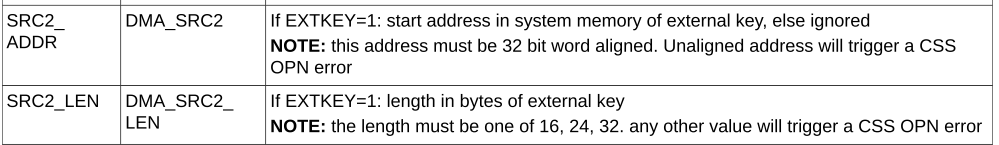 SRC2_ DMA_SRC2 If EXTKEY=1: start address in system memory of external key, else ignored
ADDR NOTE: this address must be 32 bit word aligned. Unaligned address will trigger a CSS
OPN error
SRC2_LEN DMA_SRC2_ If EXTKEY=1: length in bytes of external key
LEN NOTE: the length must be one of 16, 24, 32. any other value will trigger a CSS OPN error